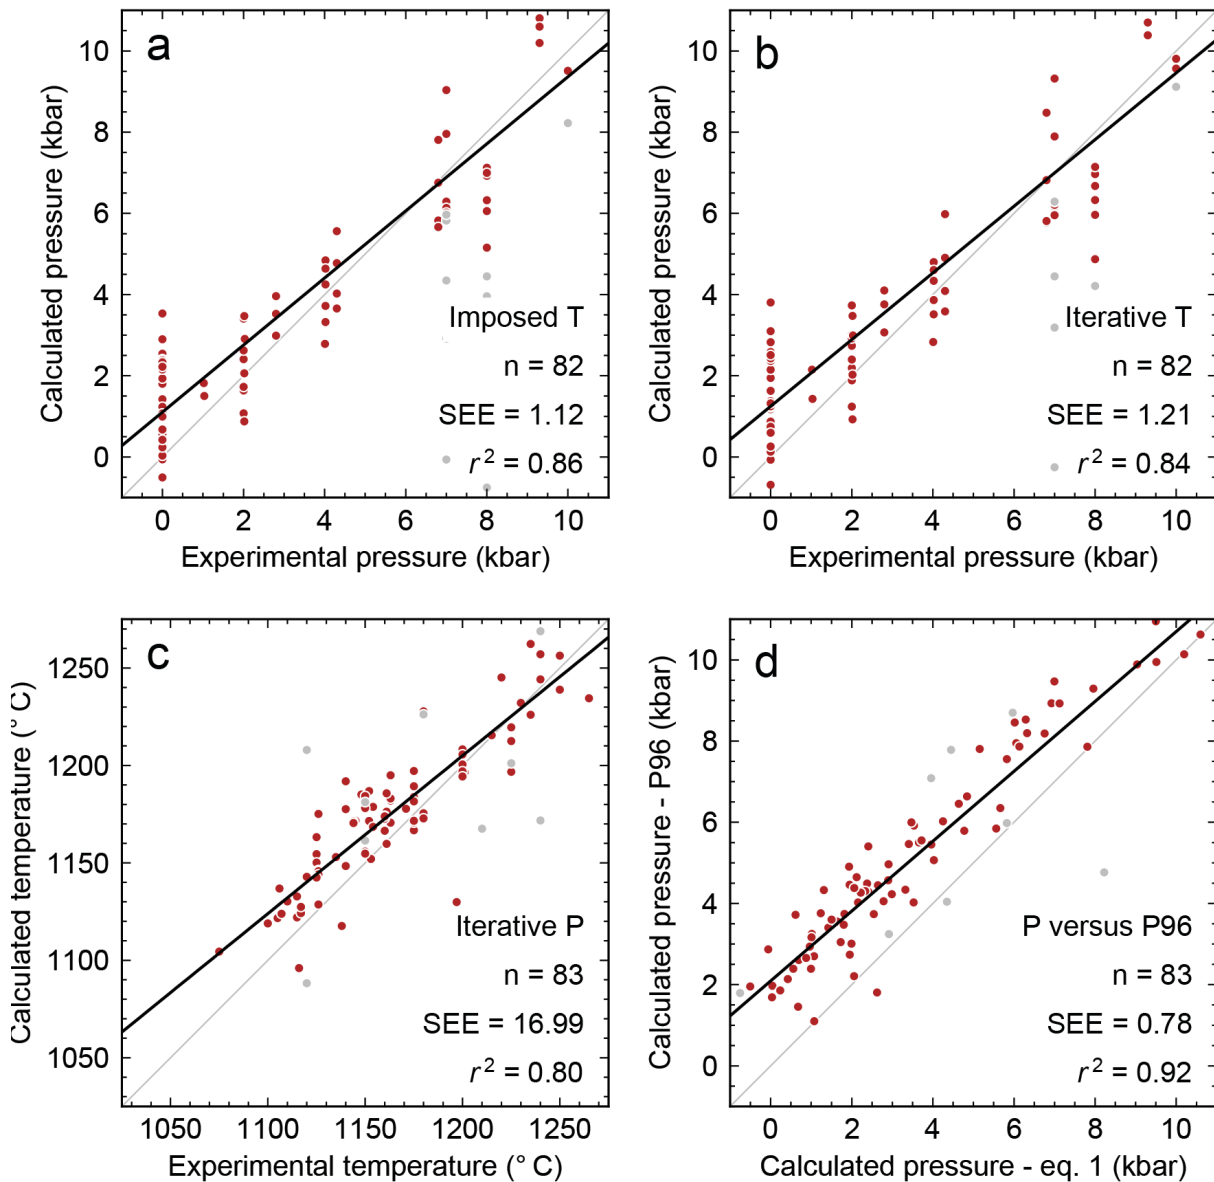 a
10
8
6
4
2
0
Calculated pressure (kbar)
Imposed T
n = 82
SEE = 1.12
r² = 0.86
0 2 4 6 8 10
Experimental pressure (kbar)
b
10
8
6
4
2
0
Calculated pressure (kbar)
Iterative T
n = 82
SEE = 1.21
r² = 0.84
0 2 4 6 8 10
Experimental pressure (kbar)
c
1250
1200
1150
1100
1050
Calculated temperature (° C)
Iterative P
n = 83
SEE = 16.99
r² = 0.80
1050 1100 1150 1200 1250
Experimental temperature (° C)
d
10
8
6
4
2
0
Calculated pressure - P96 (kbar)
P versus P96
n = 83
SEE = 0.78
r² = 0.92
0 2 4 6 8 10
Calculated pressure - eq. 1 (kbar)